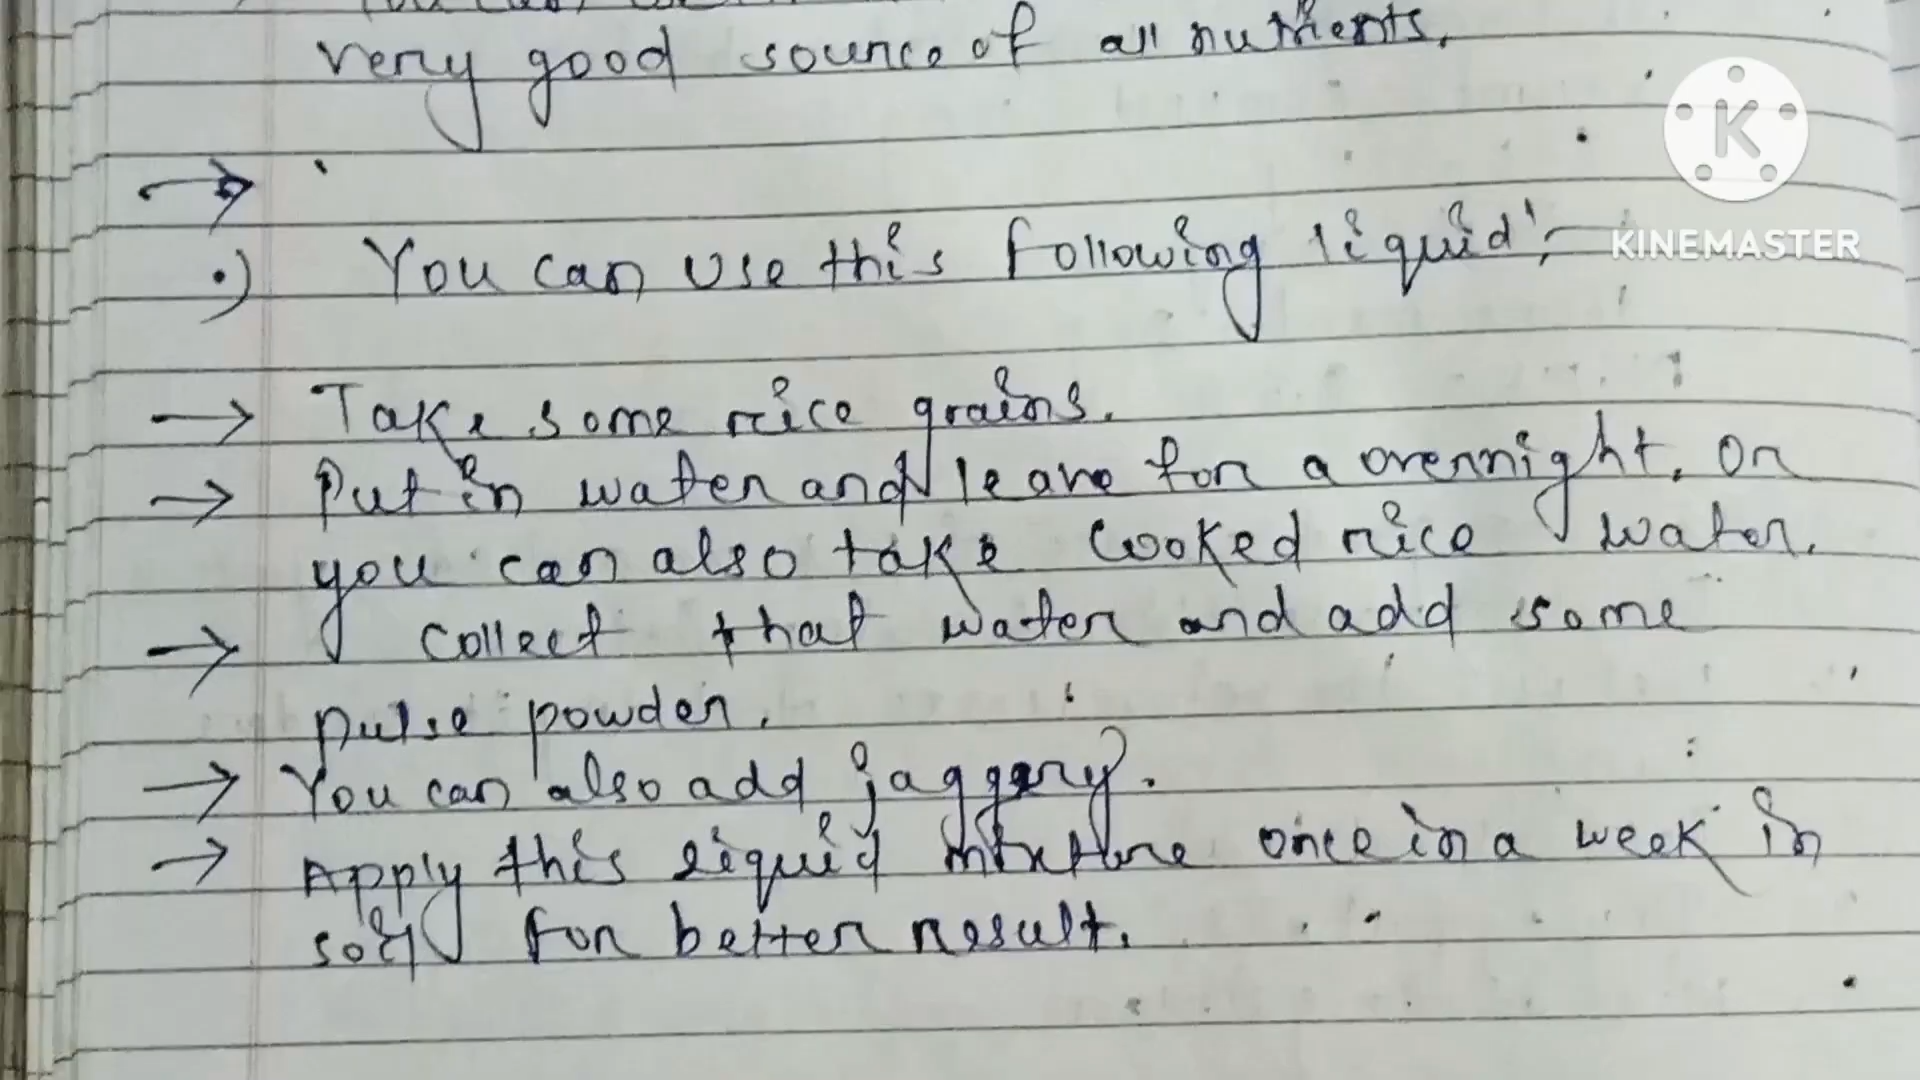 very good source of all nutrients.
You can use this following liquid:-
Take some rice grains.
Put in water and leave for a overnight. Or
you can also take cooked rice water.
Collect that water and add some
pulse powder.
You can also add jaggery.
Apply this liquid mixture once in a week in
soil for better result.
KINEMASTER